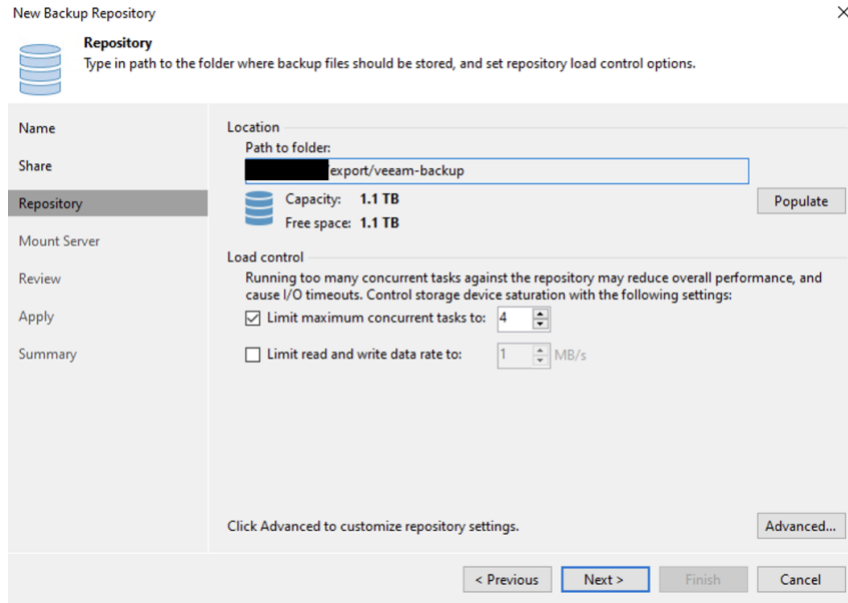 New Backup Repository
Repository
Type in path to the folder where backup files should be stored, and set repository load control options.
Name
Share
Repository
Mount Server
Review
Apply
Summary
Location
Path to folder:
/export/veeam-backup
Capacity: 1.1 TB
Free space: 1.1 TB
Populate
Load control
Running too many concurrent tasks against the repository may reduce overall performance, and
cause I/O timeouts. Control storage device saturation with the following settings:
Limit maximum concurrent tasks to: 4
Limit read and write data rate to: 1 MB/s
Click Advanced to customize repository settings.
Advanced...
< Previous
Next >
Finish
Cancel